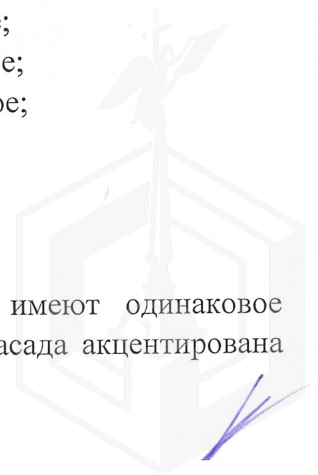 е;
е;
ое;
имеют одинаковое
асада акцентирована